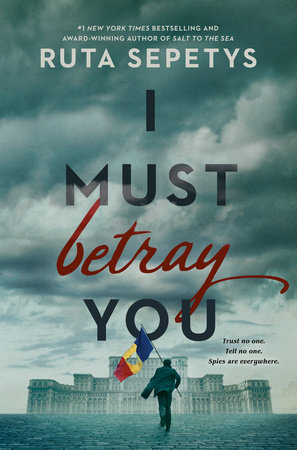 #1 NEW YORK TIMES BESTSELLING AND
AWARD-WINNING AUTHOR OF SALT TO THE SEA
RUTA SEPETYS
I
MUST
betray
YOU
Trust no one.
Tell no one.
Spies are everywhere.